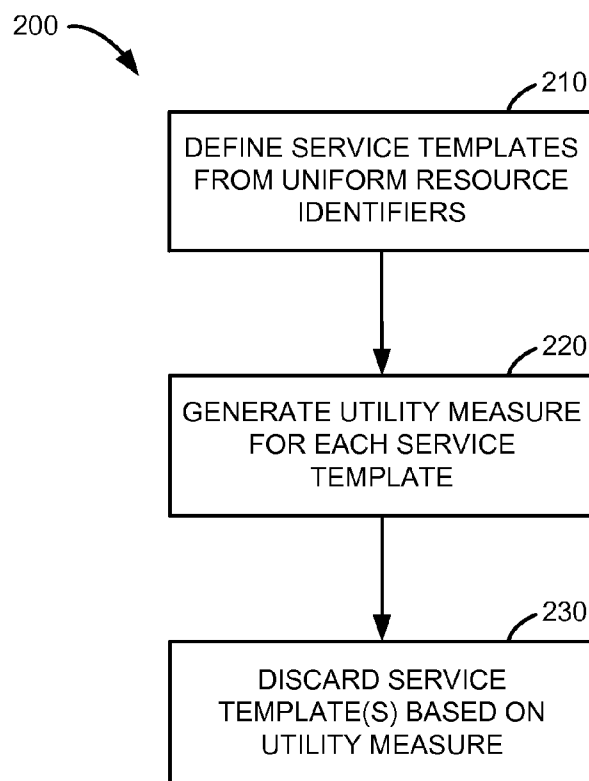 200
210
DEFINE SERVICE TEMPLATES
FROM UNIFORM RESOURCE
IDENTIFIERS
220
GENERATE UTILITY MEASURE
FOR EACH SERVICE
TEMPLATE
230
DISCARD SERVICE
TEMPLATE(S) BASED ON
UTILITY MEASURE